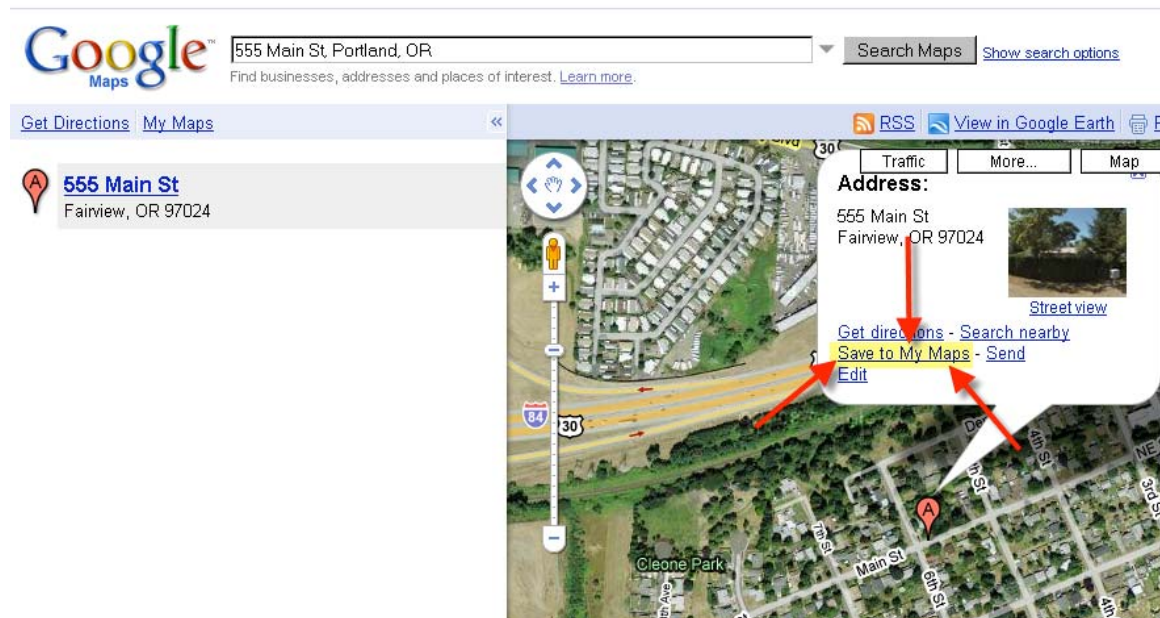 Google™
Maps
555 Main St, Portland, OR
Search Maps
Show search options
Find businesses, addresses and places of interest. Learn more.
Get Directions My Maps
«
RSS View in Google Earth
A
555 Main St
Fairview, OR 97024
Traffic More... Map
Address:
555 Main St
Fairview, OR 97024
Street view
Get directions - Search nearby
Save to My Maps - Send
Edit
30
84
30
4th St
NE
3rd St
A
7th St
Main St
6th St
Cleone Park
4th